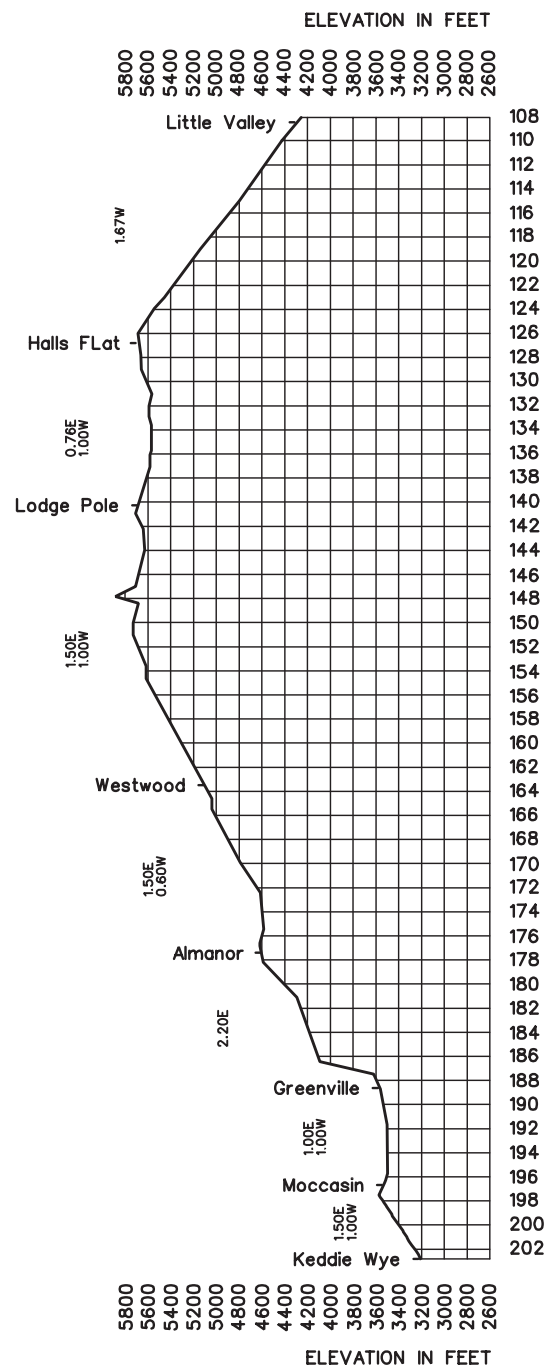 ELEVATION IN FEET
5800 5600 5400 5200 5000 4800 4600 4400 4200 4000 3800 3600 3400 3200 3000 2800 2600
108
Little Valley
110
112
114
116
1.67W
118
120
122
124
126
Halls FLat
128
130
132
0.76E
1.00W
134
136
138
140
Lodge Pole
142
144
146
148
150
1.50E
1.00W
152
154
156
158
160
162
Westwood
164
166
168
170
1.50E
0.60W
172
174
176
Almanor
178
180
182
2.20E
184
186
Greenville
188
190
192
1.00E
1.00W
194
196
Moccasin
198
1.50E
1.00W
200
Keddie Wye
202
5800 5600 5400 5200 5000 4800 4600 4400 4200 4000 3800 3600 3400 3200 3000 2800 2600
ELEVATION IN FEET